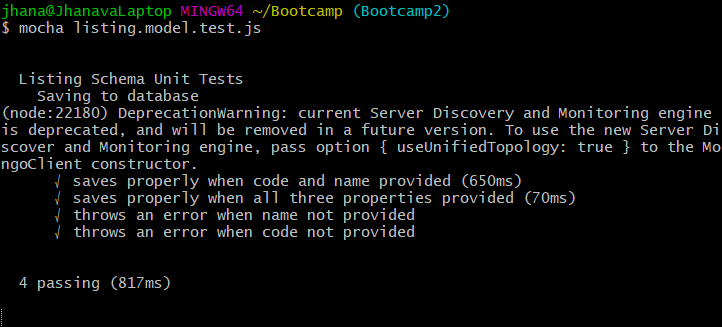 jhana@JhanavaLaptop MINGW64 ~/Bootcamp (Bootcamp2)
$ mocha listing.model.test.js
Listing Schema Unit Tests
Saving to database
(node:22180) DeprecationWarning: current Server Discovery and Monitoring engine
is deprecated, and will be removed in a future version. To use the new Server Di
scover and Monitoring engine, pass option { useUnifiedTopology: true } to the Mo
ngoClient constructor.
√ saves properly when code and name provided (650ms)
√ saves properly when all three properties provided (70ms)
√ throws an error when name not provided
√ throws an error when code not provided
4 passing (817ms)